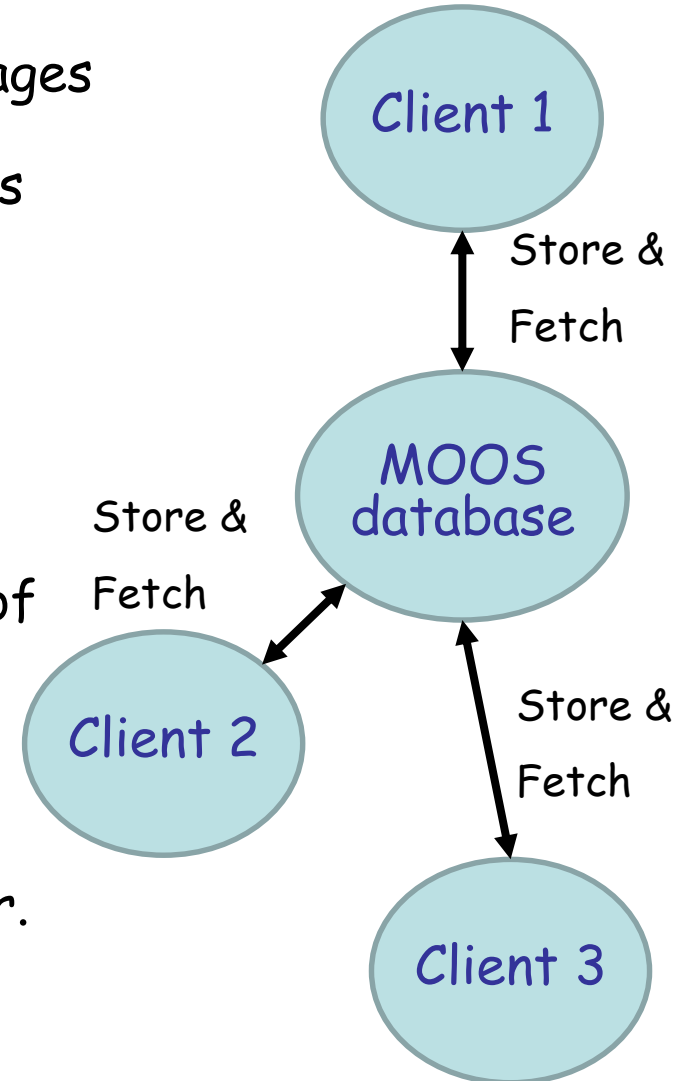 ages
Client 1
s
Store &
Fetch
MOOS
database
Store &
Fetch
of
Client 2
Store &
Fetch
r.
Client 3